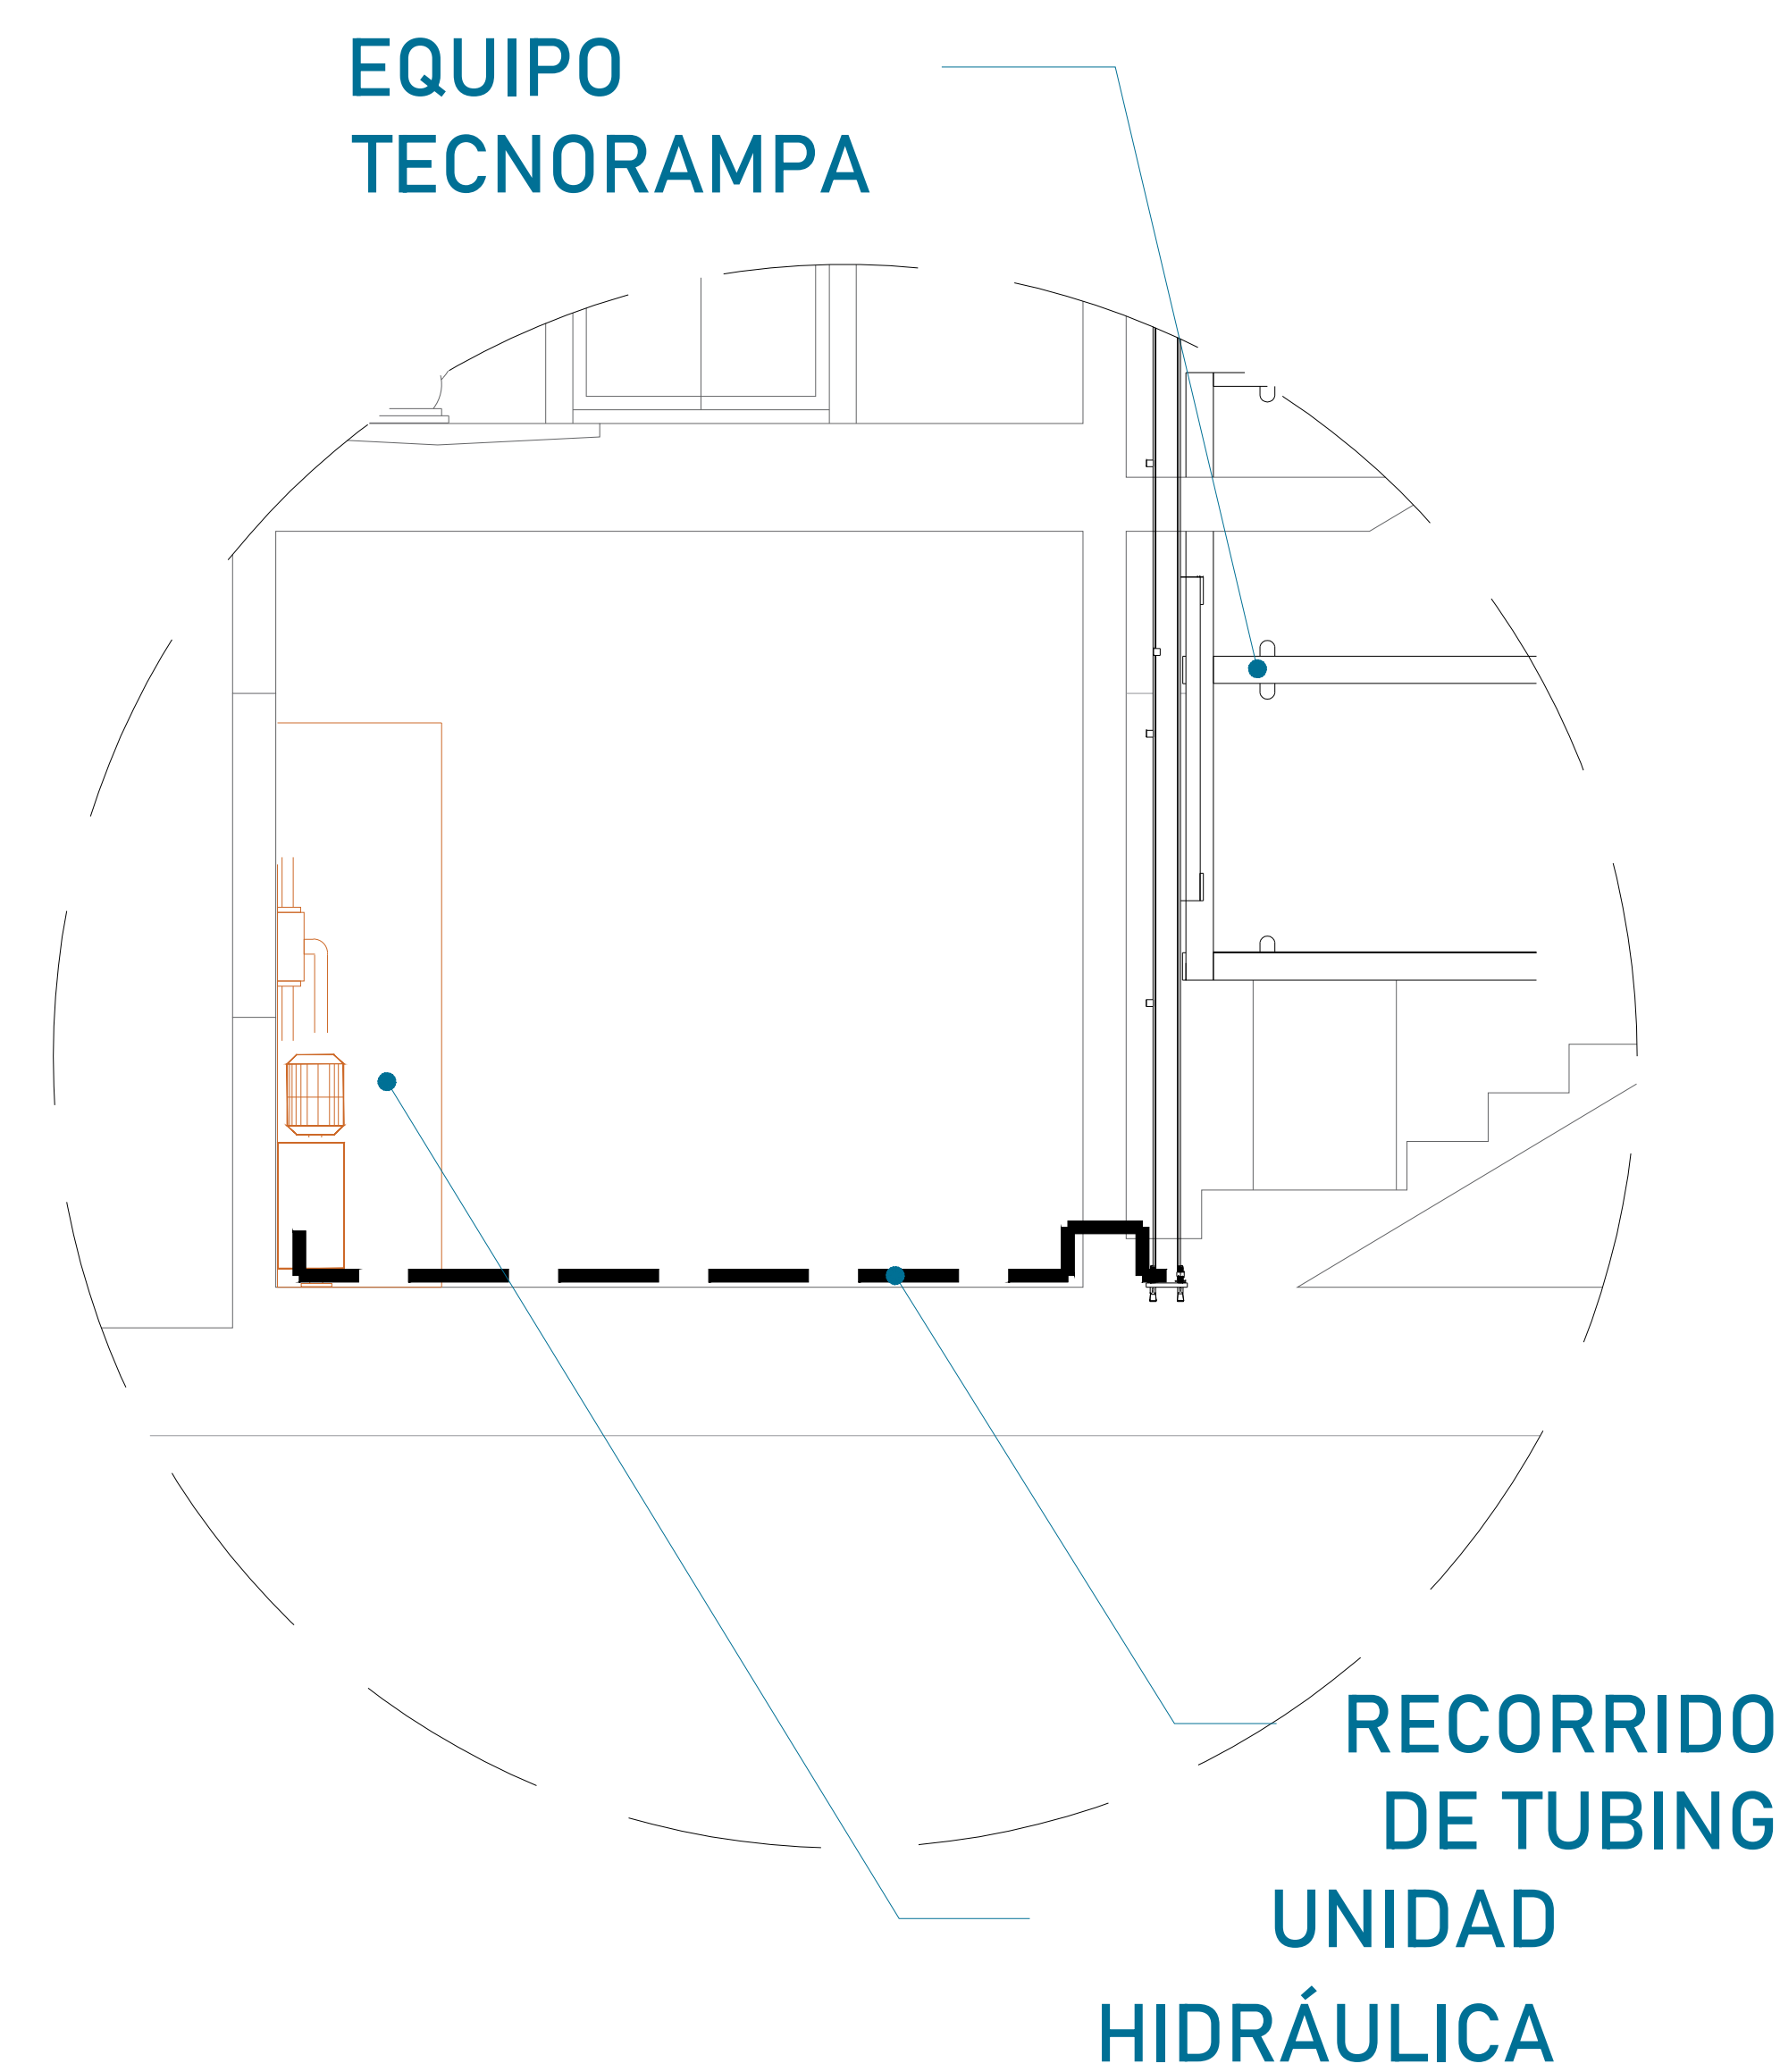 EQUIPO
TECNORAMPA
RECORRIDO
DE TUBING
UNIDAD
HIDRÁULICA